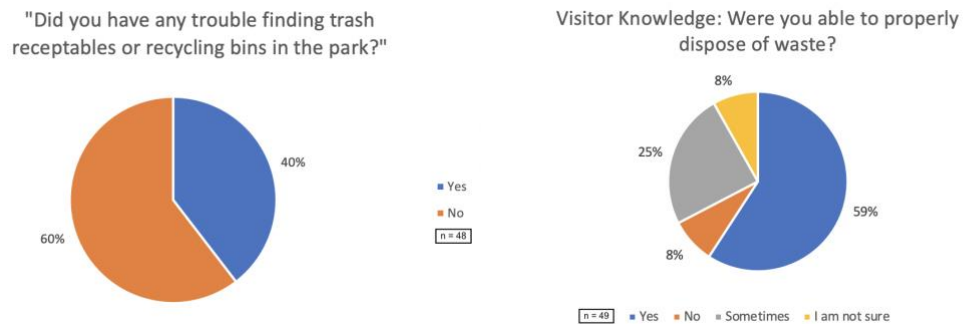 "Did you have any trouble finding trash
receptables or recycling bins in the park?"
40%
60%
Yes
No
n = 48
Visitor Knowledge: Were you able to properly
dispose of waste?
8%
25%
59%
8%
n = 49 Yes No Sometimes I am not sure